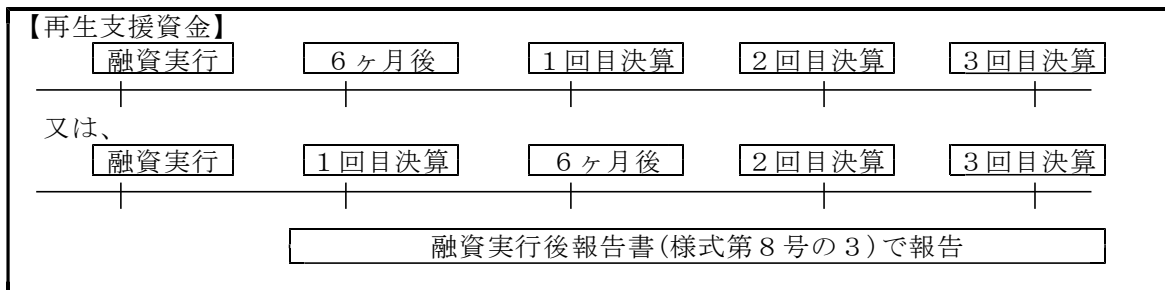 【再生支援資金】
融資実行 6ヶ月後 1回目決算 2回目決算 3回目決算
又は、
融資実行 1回目決算 6ヶ月後 2回目決算 3回目決算
融資実行後報告書(様式第8号の3)で報告